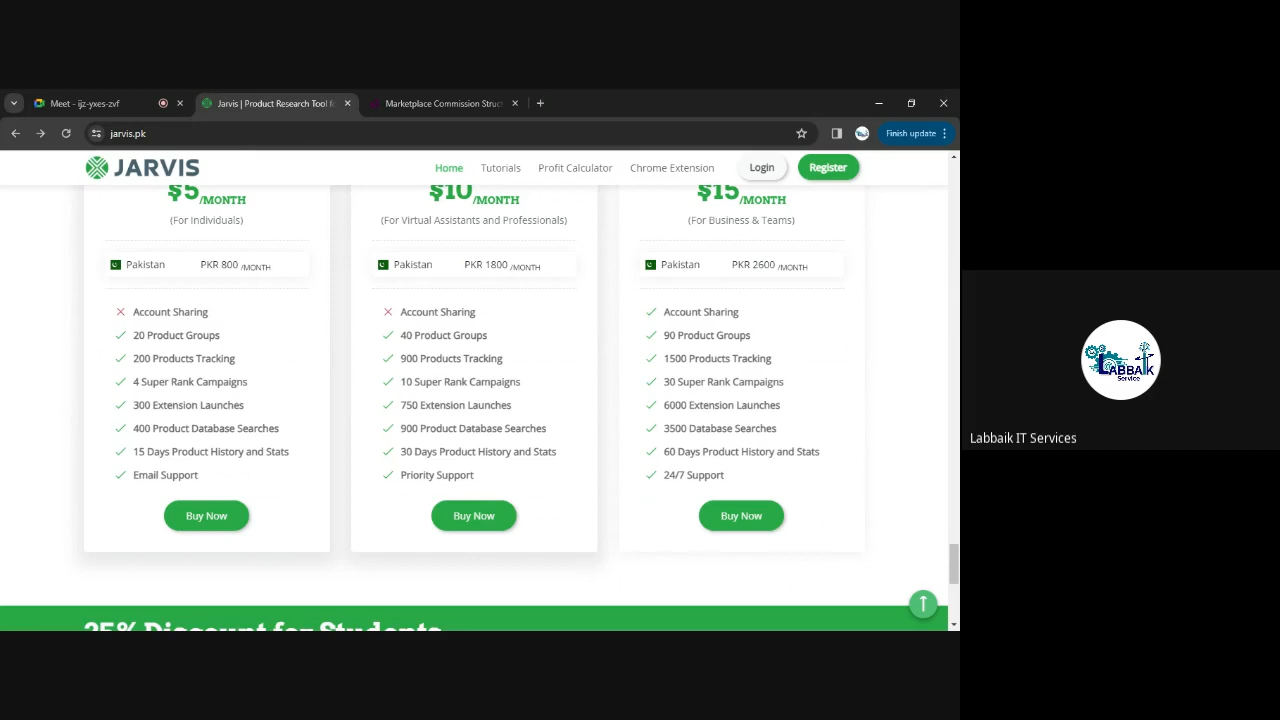 Meet - ijz-yxes-zvf
Jarvis | Product Research Tool f
Marketplace Commission Struct
jarvis.pk
Finish update
JARVIS
Home
Tutorials
Profit Calculator
Chrome Extension
Login
Register
$5/MONTH
(For Individuals)
Pakistan PKR 800 /MONTH
Account Sharing
20 Product Groups
200 Products Tracking
4 Super Rank Campaigns
300 Extension Launches
400 Product Database Searches
15 Days Product History and Stats
Email Support
Buy Now
$10/MONTH
(For Virtual Assistants and Professionals)
Pakistan PKR 1800 /MONTH
Account Sharing
40 Product Groups
900 Products Tracking
10 Super Rank Campaigns
750 Extension Launches
900 Product Database Searches
30 Days Product History and Stats
Priority Support
Buy Now
$15/MONTH
(For Business & Teams)
Pakistan PKR 2600 /MONTH
Account Sharing
90 Product Groups
1500 Products Tracking
30 Super Rank Campaigns
6000 Extension Launches
3500 Database Searches
60 Days Product History and Stats
24/7 Support
Buy Now
25% Discount for Students
LABBAIK
Service
Labbaik IT Services